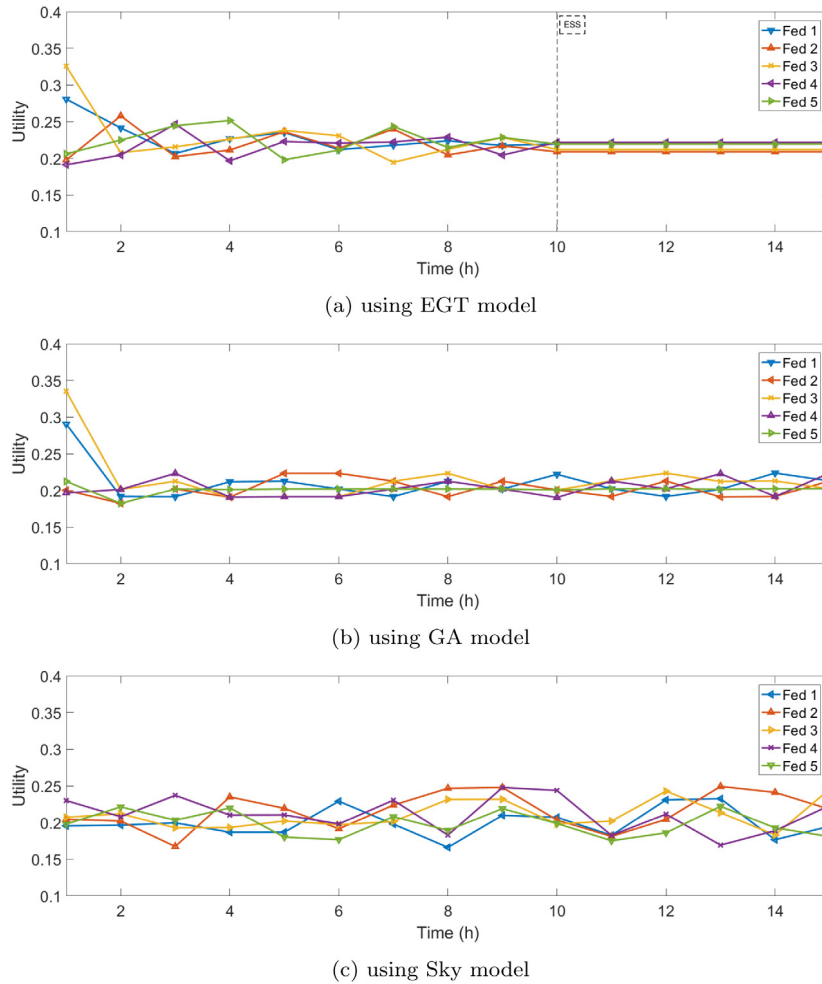 0.4
0.35
0.3
0.25
0.2
0.15
0.1
Utility
ESS
Fed 1
Fed 2
Fed 3
Fed 4
Fed 5
2 4 6 8 10 12 14
Time (h)
(a) using EGT model
0.4
0.35
0.3
0.25
0.2
0.15
0.1
Utility
Fed 1
Fed 2
Fed 3
Fed 4
Fed 5
2 4 6 8 10 12 14
Time (h)
(b) using GA model
0.4
0.35
0.3
0.25
0.2
0.15
0.1
Utility
Fed 1
Fed 2
Fed 3
Fed 4
Fed 5
2 4 6 8 10 12 14
Time (h)
(c) using Sky model